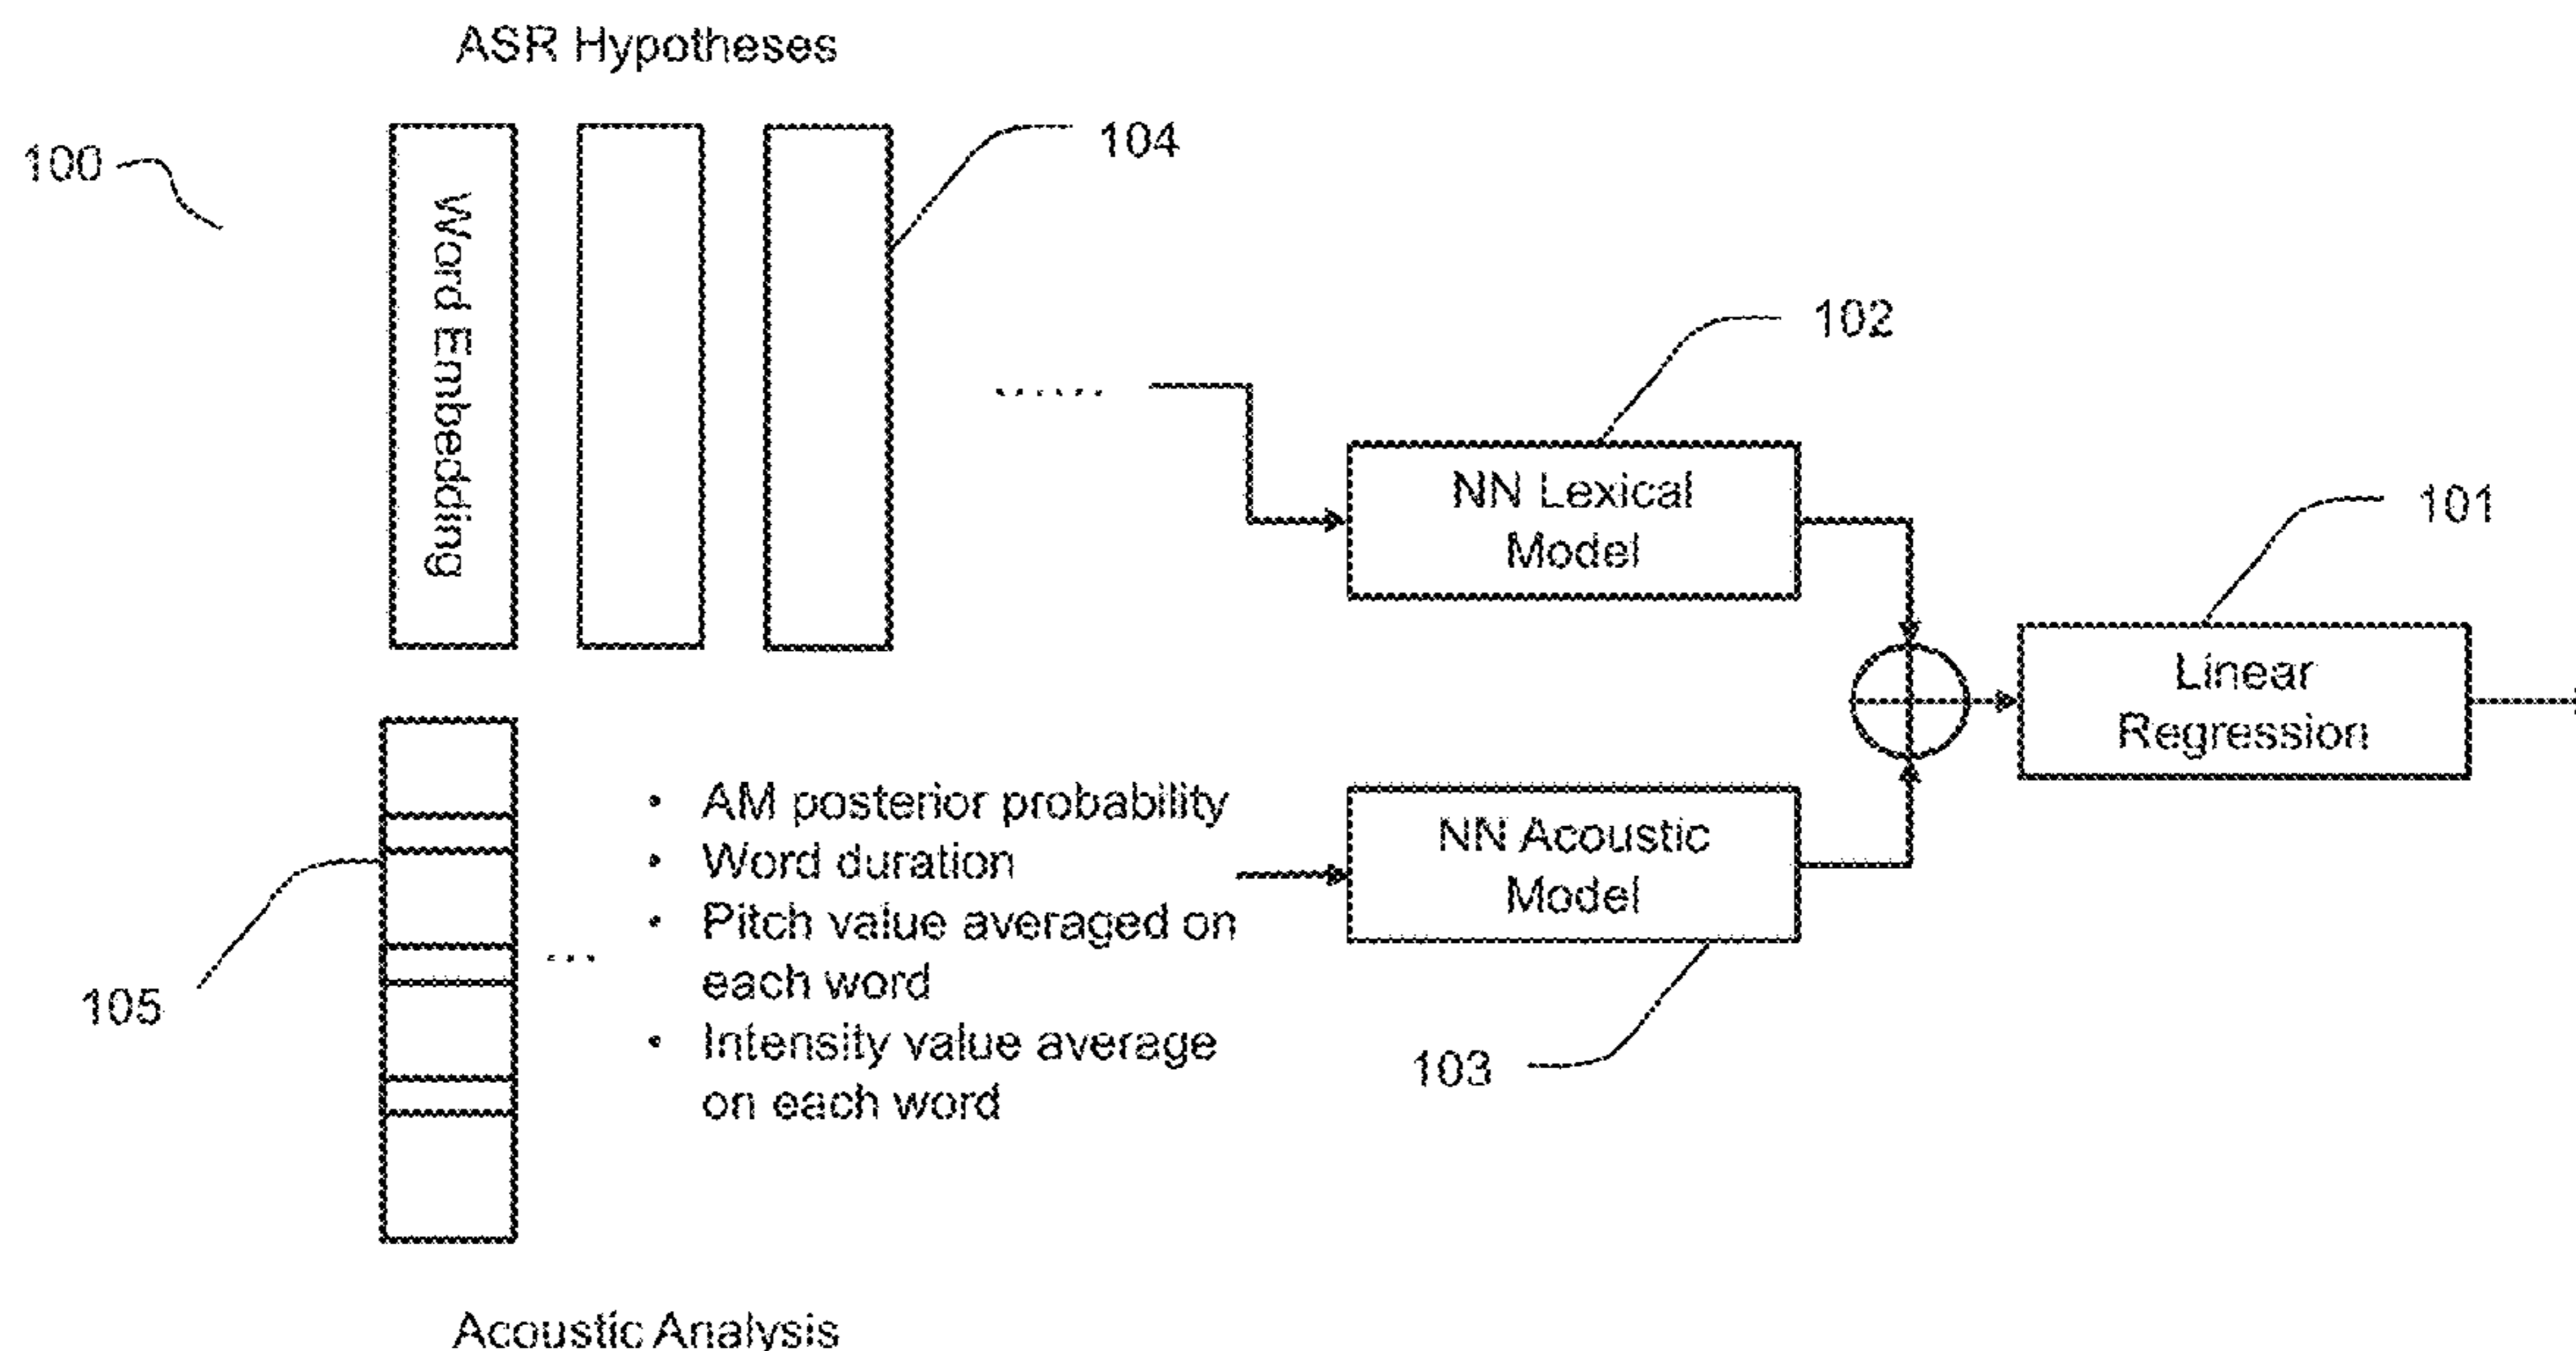 ASR Hypotheses
100
104
Word Embedding
102
NN Lexical
Model
101
Linear
Regression
• AM posterior probability
• Word duration
• Pitch value averaged on
each word
• Intensity value average
on each word
.....
...
NN Acoustic
Model
105
103
Acoustic Analysis